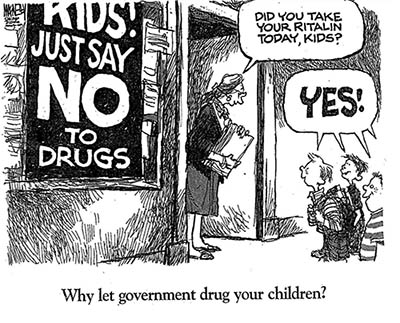 KIDS!
JUST SAY
NO
TO
DRUGS
DID YOU TAKE
YOUR RITALIN
TODAY, KIDS?
YES!
Why let government drug your children?